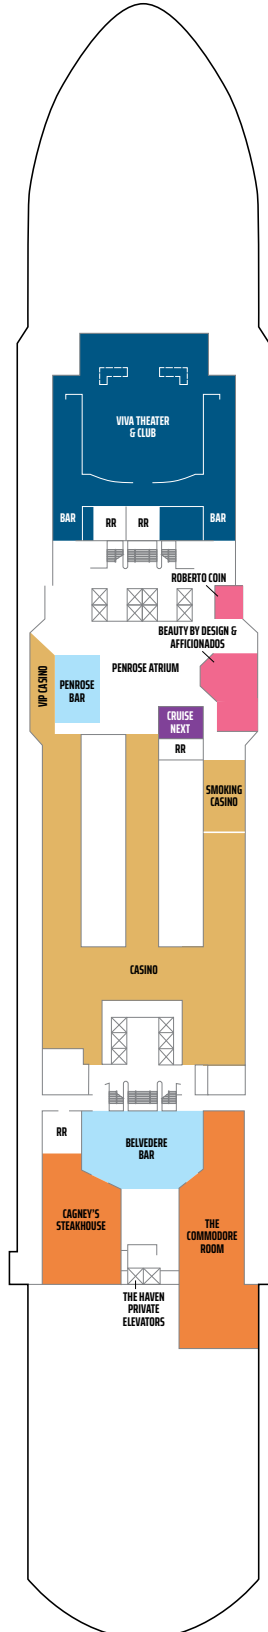 VIVA THEATER
& CLUB
BAR
RR
RR
BAR
ROBERTO COIN
BEAUTY BY DESIGN &
AFFICIONADOS
PENROSE ATRIUM
VIP CASINO
PENROSE
BAR
CRUISE
NEXT
RR
SMOKING
CASINO
CASINO
RR
BELVEDERE
BAR
CAGNEY'S
STEAKHOUSE
THE
COMMODORE
ROOM
THE HAVEN
PRIVATE
ELEVATORS